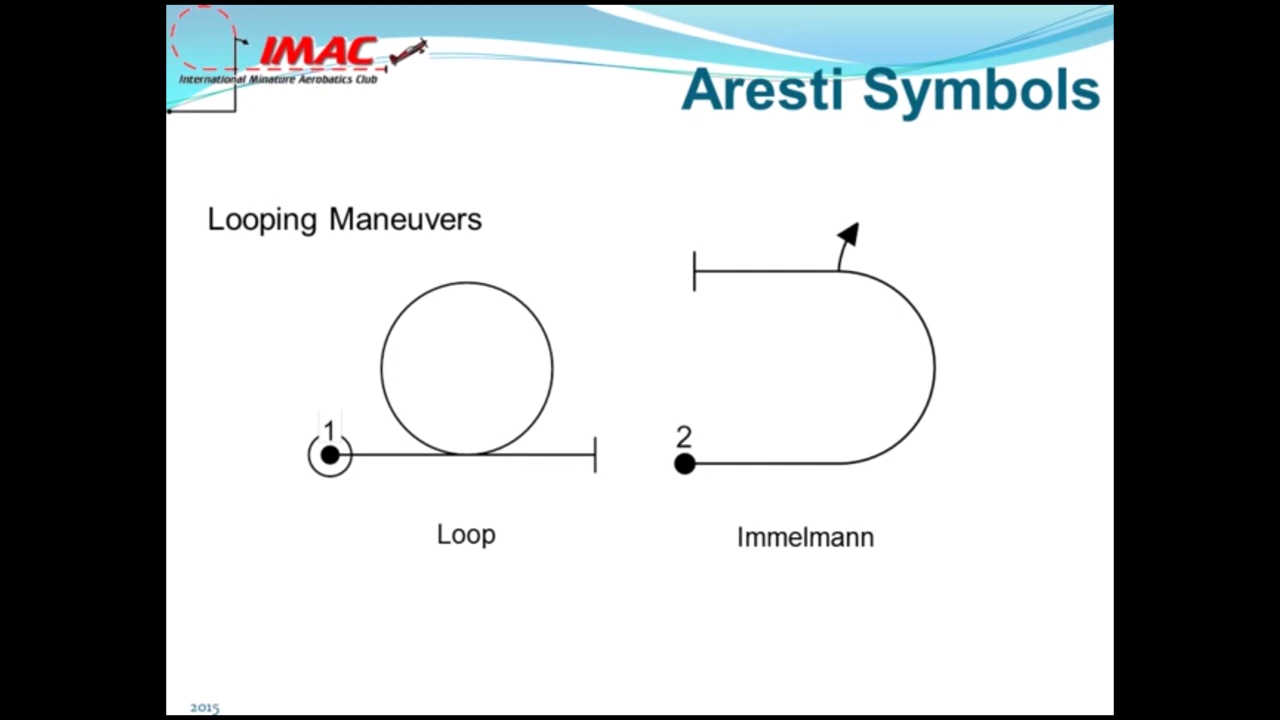 IMAC
International Minature Aerobatics Club
Aresti Symbols
Looping Maneuvers
1
2
Loop
Immelmann
2015